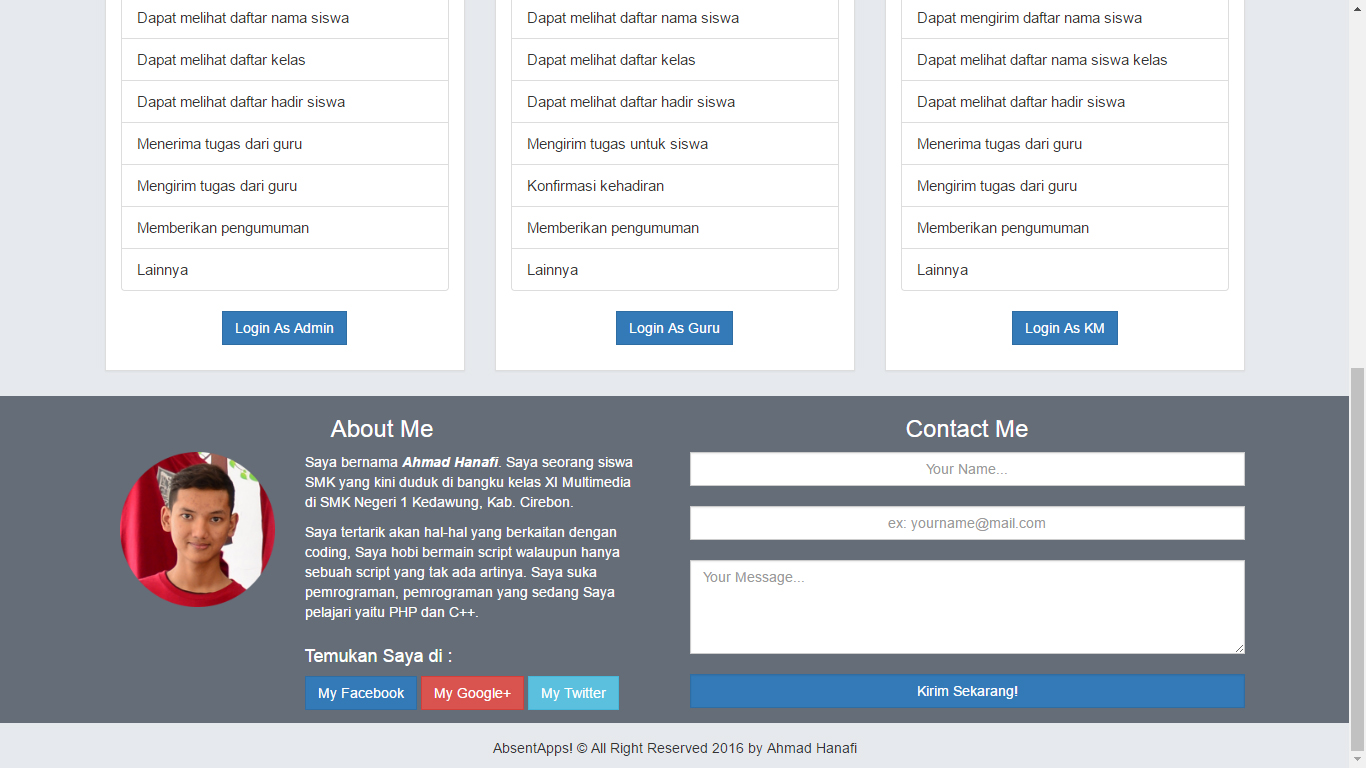 Dapat melihat daftar nama siswa
Dapat melihat daftar kelas
Dapat melihat daftar hadir siswa
Menerima tugas dari guru
Mengirim tugas dari guru
Memberikan pengumuman
Lainnya
Login As Admin
Dapat melihat daftar nama siswa
Dapat melihat daftar kelas
Dapat melihat daftar hadir siswa
Mengirim tugas untuk siswa
Konfirmasi kehadiran
Memberikan pengumuman
Lainnya
Login As Guru
Dapat mengirim daftar nama siswa
Dapat melihat daftar nama siswa kelas
Dapat melihat daftar hadir siswa
Menerima tugas dari guru
Mengirim tugas dari guru
Memberikan pengumuman
Lainnya
Login As KM
About Me
Saya bernama Ahmad Hanafi. Saya seorang siswa
SMK yang kini duduk di bangku kelas XI Multimedia
di SMK Negeri 1 Kedawung, Kab. Cirebon.
Saya tertarik akan hal-hal yang berkaitan dengan
coding, Saya hobi bermain script walaupun hanya
sebuah script yang tak ada artinya. Saya suka
pemrograman, pemrograman yang sedang Saya
pelajari yaitu PHP dan C++.
Temukan Saya di :
My Facebook
My Google+
My Twitter
Contact Me
Your Name...
ex: yourname@mail.com
Your Message...
Kirim Sekarang!
AbsentApps! © All Right Reserved 2016 by Ahmad Hanafi